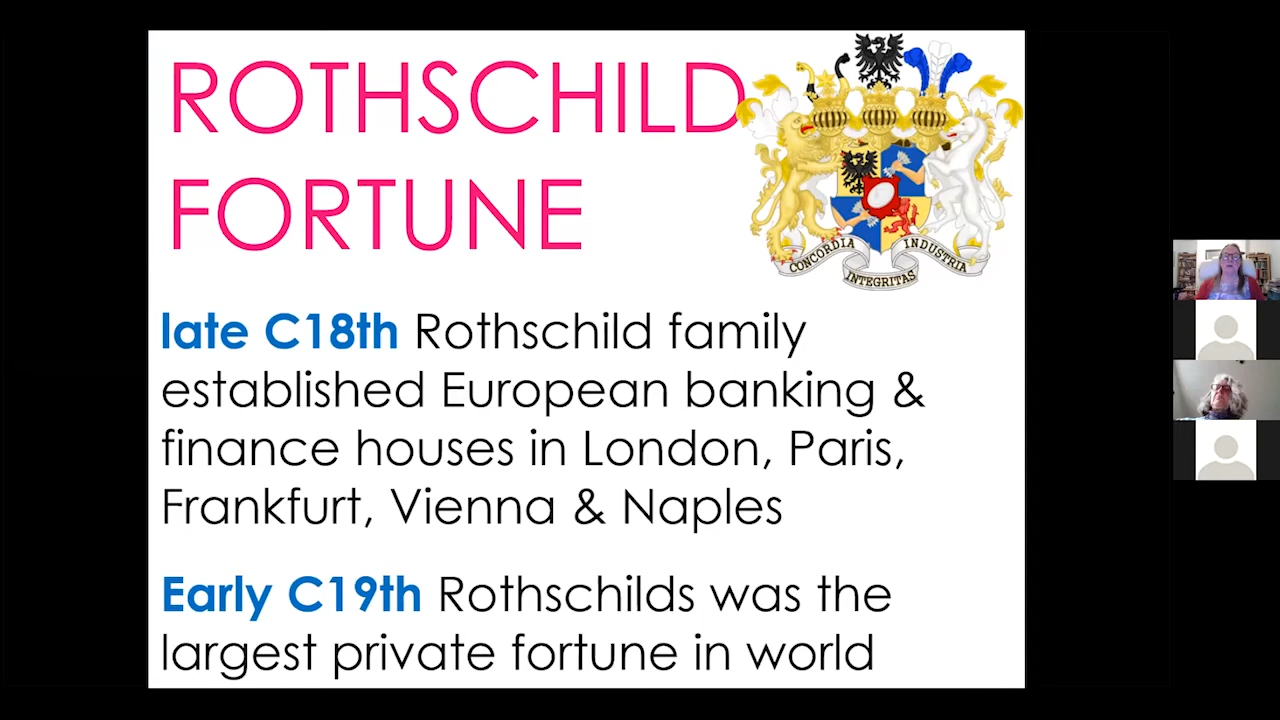 ROTHSCHILD
FORTUNE
CONCORDIA
INTEGRITAS
INDUSTRIA
late C18th Rothschild family
established European banking &
finance houses in London, Paris,
Frankfurt, Vienna & Naples
Early C19th Rothschilds was the
largest private fortune in world